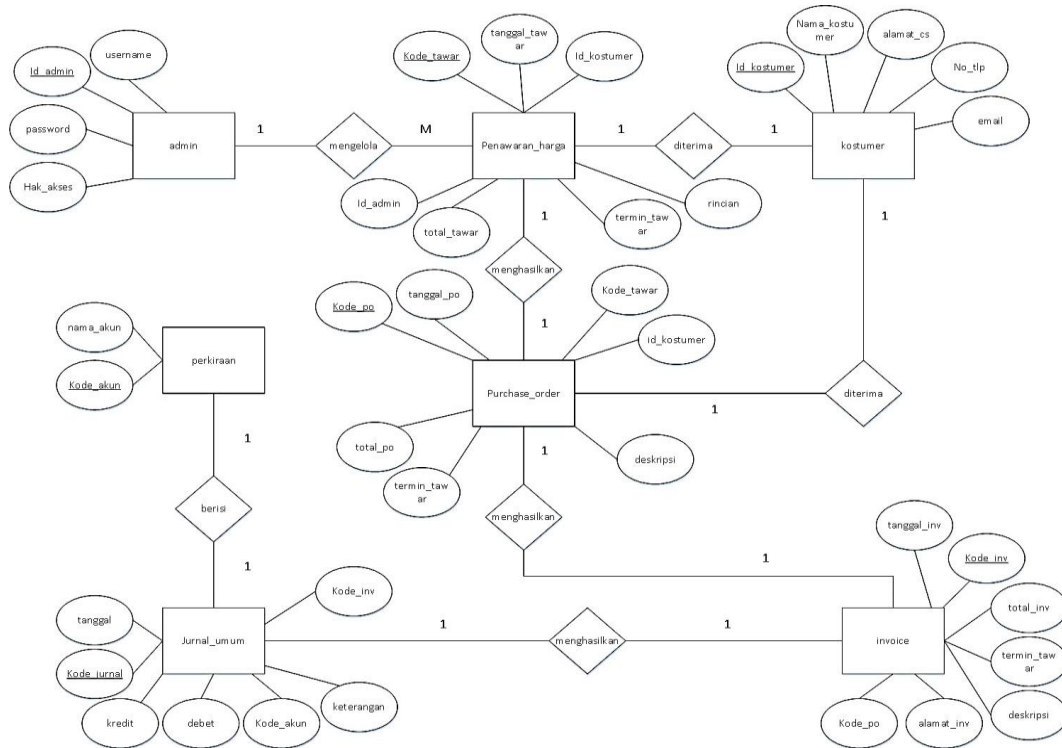 username
Id_admin
password
Hak_akses
admin
1
mengelola
M
tanggal_taw
ar
Kode_tawar
Id_kostumer
Penawaran_harga
Id_admin
total_tawar
termin_taw
ar
rincian
1
diterima
1
Nama_kostu
mer
alamat_cs
Id_kostumer
No_tlp
email
kostumer
1
1
menghasilkan
1
tanggal_po
Kode_po
Kode_tawar
id_kostumer
Purchase_order
total_po
termin_taw
ar
deskripsi
1
diterima
nama_akun
Kode_akun
perkiraan
1
berisi
1
1
menghasilkan
1
tanggal_inv
Kode_inv
total_inv
termin_taw
ar
deskripsi
alamat_inv
Kode_po
invoice
1
menghasilkan
1
Kode_inv
tanggal
Jurnal_umum
Kode_jurnal
kredit
debet
Kode_akun
keterangan